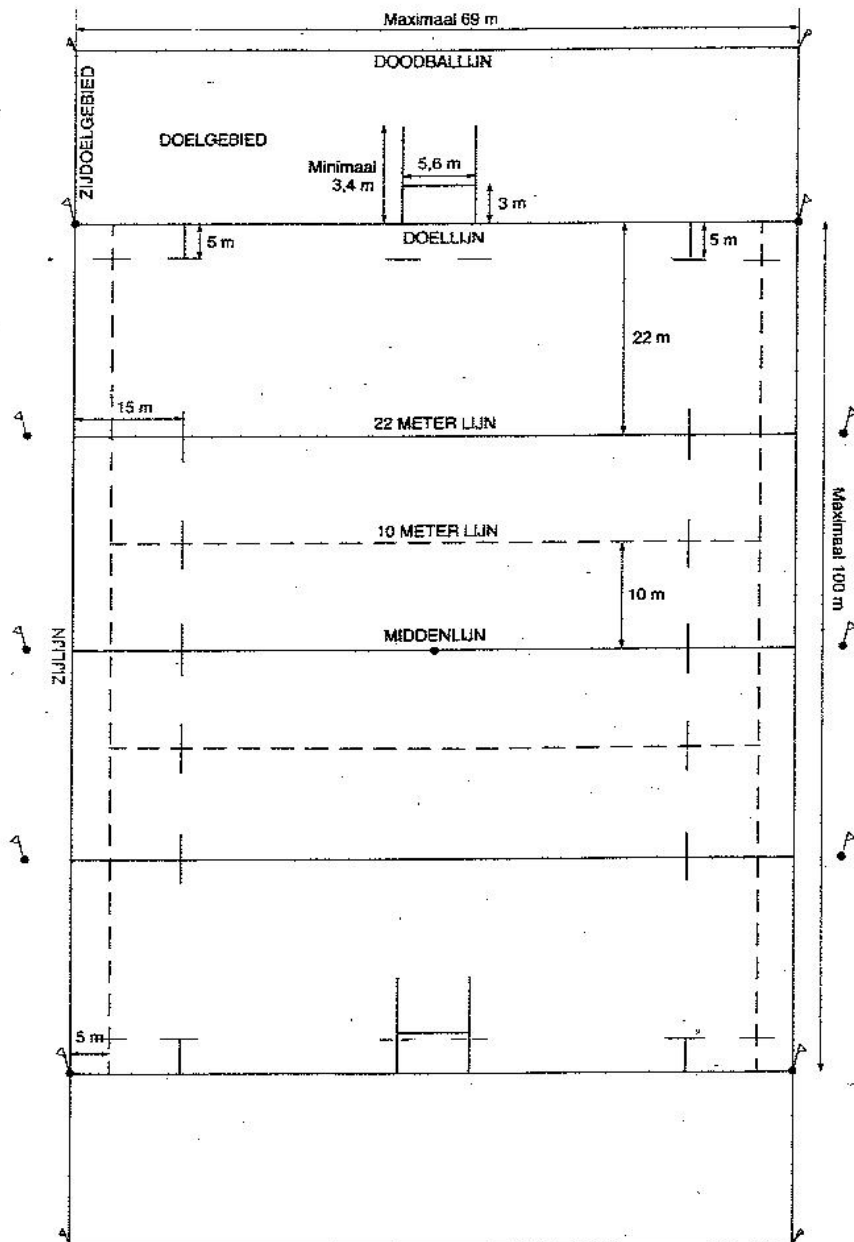 Maximaal 69 m
DOODBALLIJN
ZIJDOELGEBIED
DOELGEBIED
Minimaal
3,4 m
5,6 m
3 m
DOELLIJN
5 m
5 m
22 m
15 m
22 METER LIJN
10 METER LIJN
10 m
Maximaal 100 m
MIDDENLIJN
ZIJLIJN
5 m